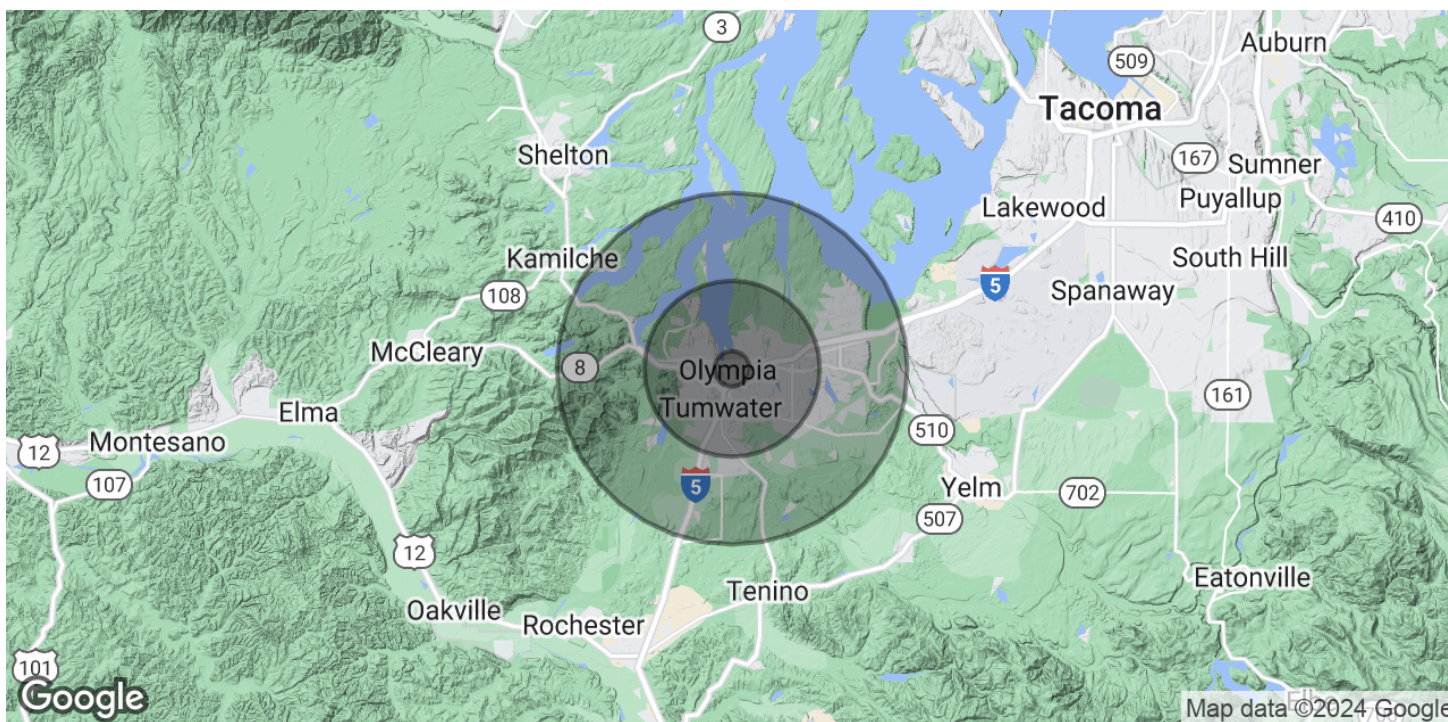 3
Auburn
509
Tacoma
Shelton
167
Sumner
Puyallup
Lakewood
410
Kamilche
South Hill
5
108
Spanaway
McCleary
8
Olympia
Tumwater
161
Elma
Montesano
510
12
107
5
Yelm
702
507
12
Eatonville
Tenino
Oakville
Rochester
101
Google
Map data ©2024 Google